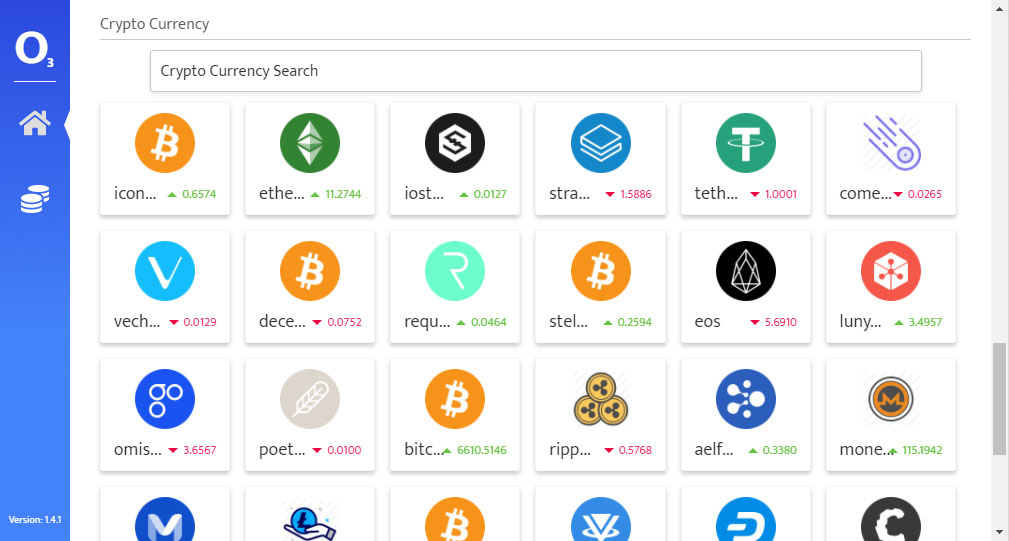 O3
Crypto Currency
Crypto Currency Search
icon... 0.6574
ethe... 11.2744
iost... 0.0127
stra... 1.5886
teth... 1.0001
come... 0.0265
vech... 0.0129
dece... 0.0752
requ... 0.0464
stel... 0.2594
eos 5.6910
luny... 3.4957
omis... 3.6567
poet... 0.0100
bitc... 6610.5146
ripp... 0.5768
aelf... 0.3380
mone... 115.1942
Version: 1.4.1